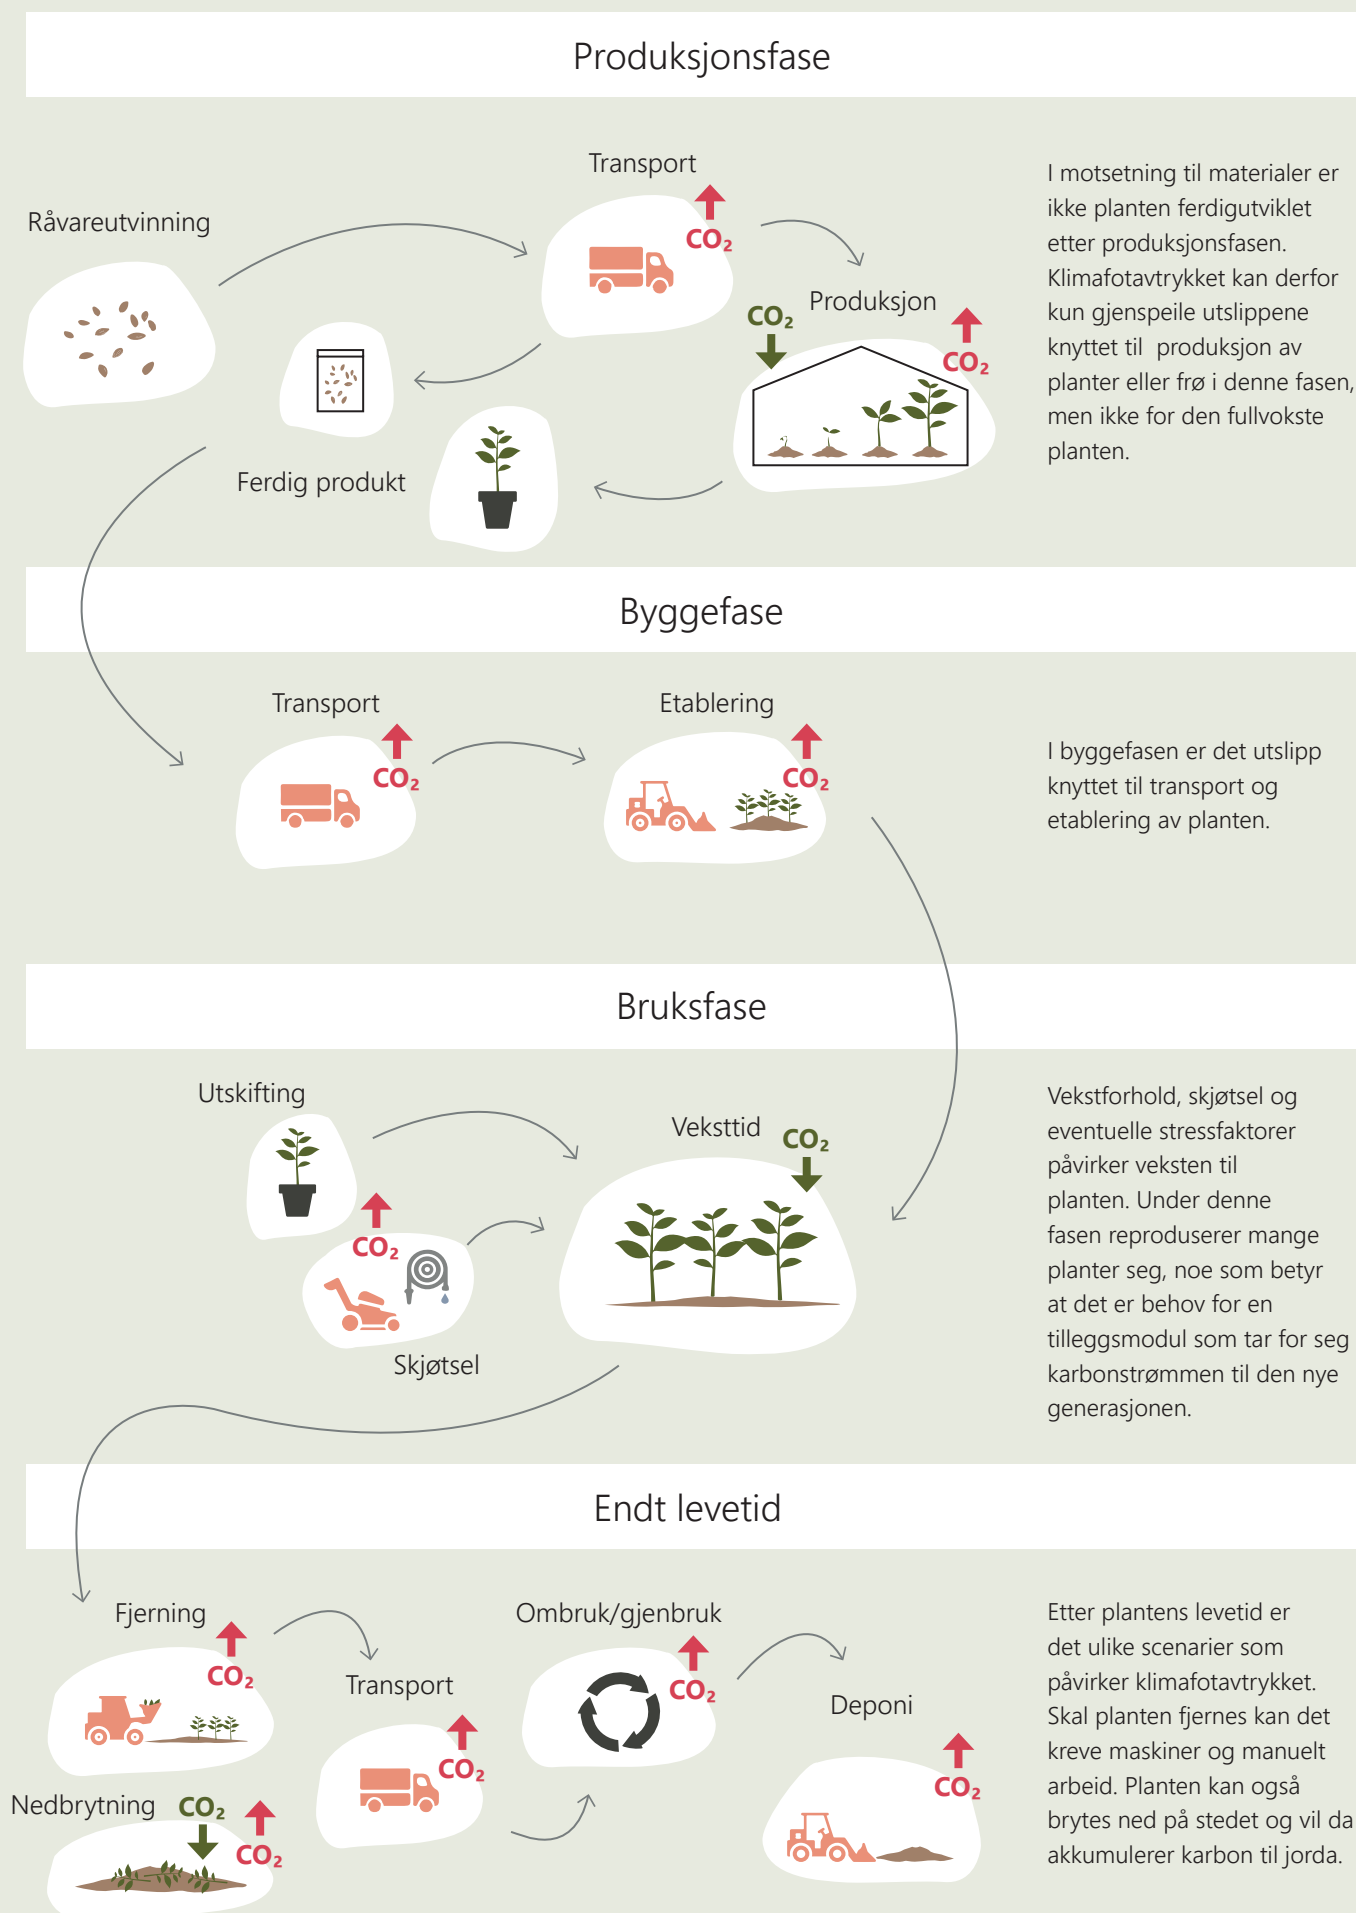 Produksjonsfase
Transport
CO₂
Råvareutvinning
Produksjon
CO₂
CO₂
Ferdig produkt
I motsetning til materialer er
ikke planten ferdigutviklet
etter produksjonsfasen.
Klimafotavtrykket kan derfor
kun gjenspeile utslippene
knyttet til produksjon av
planter eller frø i denne fasen,
men ikke for den fullvokste
planten.
Byggefase
Transport
CO₂
Etablering
CO₂
I byggefasen er det utslipp
knyttet til transport og
etablering av planten.
Bruksfase
Utskifting
Veksttid
CO₂
CO₂
Skjøtsel
Vekstforhold, skjøtsel og
eventuelle stressfaktorer
påvirker veksten til
planten. Under denne
fasen reproduserer mange
planter seg, noe som betyr
at det er behov for en
tilleggsmodul som tar for seg
karbonstrømmen til den nye
generasjonen.
Endt levetid
Fjerning
CO₂
Transport
CO₂
Ombruk/gjenbruk
CO₂
Deponi
CO₂
Nedbrytning
CO₂
CO₂
Etter plantens levetid er
det ulike scenarier som
påvirker klimafotavtrykket.
Skal planten fjernes kan det
kreve maskiner og manuelt
arbeid. Planten kan også
brytes ned på stedet og vil da
akkumulerer karbon til jorda.